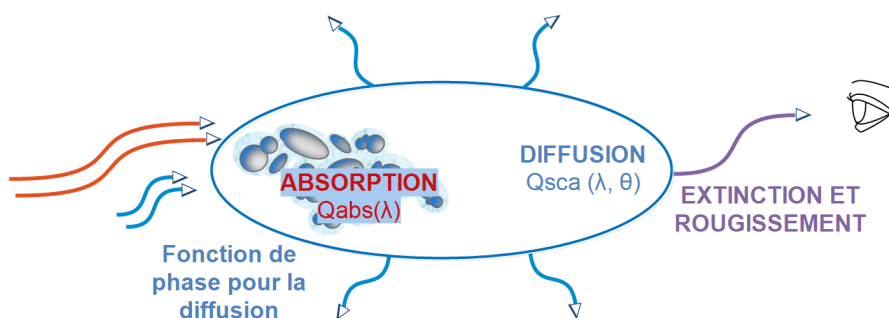 ABSORPTION
Qabs(λ)
DIFFUSION
Qsca (λ, θ)
EXTINCTION ET
ROUGISSEMENT
Fonction de
phase pour la
diffusion